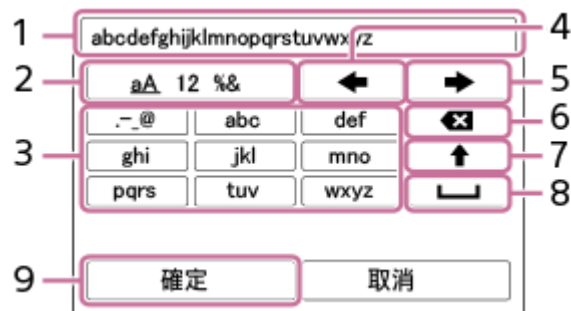 1 abcdefghijklmnopqrstuvwxyz 4
2 aA 12 %& 5
.-_@ abc def 6
3 ghi jkl mno 7
pqrs tuv wxyz 8
9 確定 取消